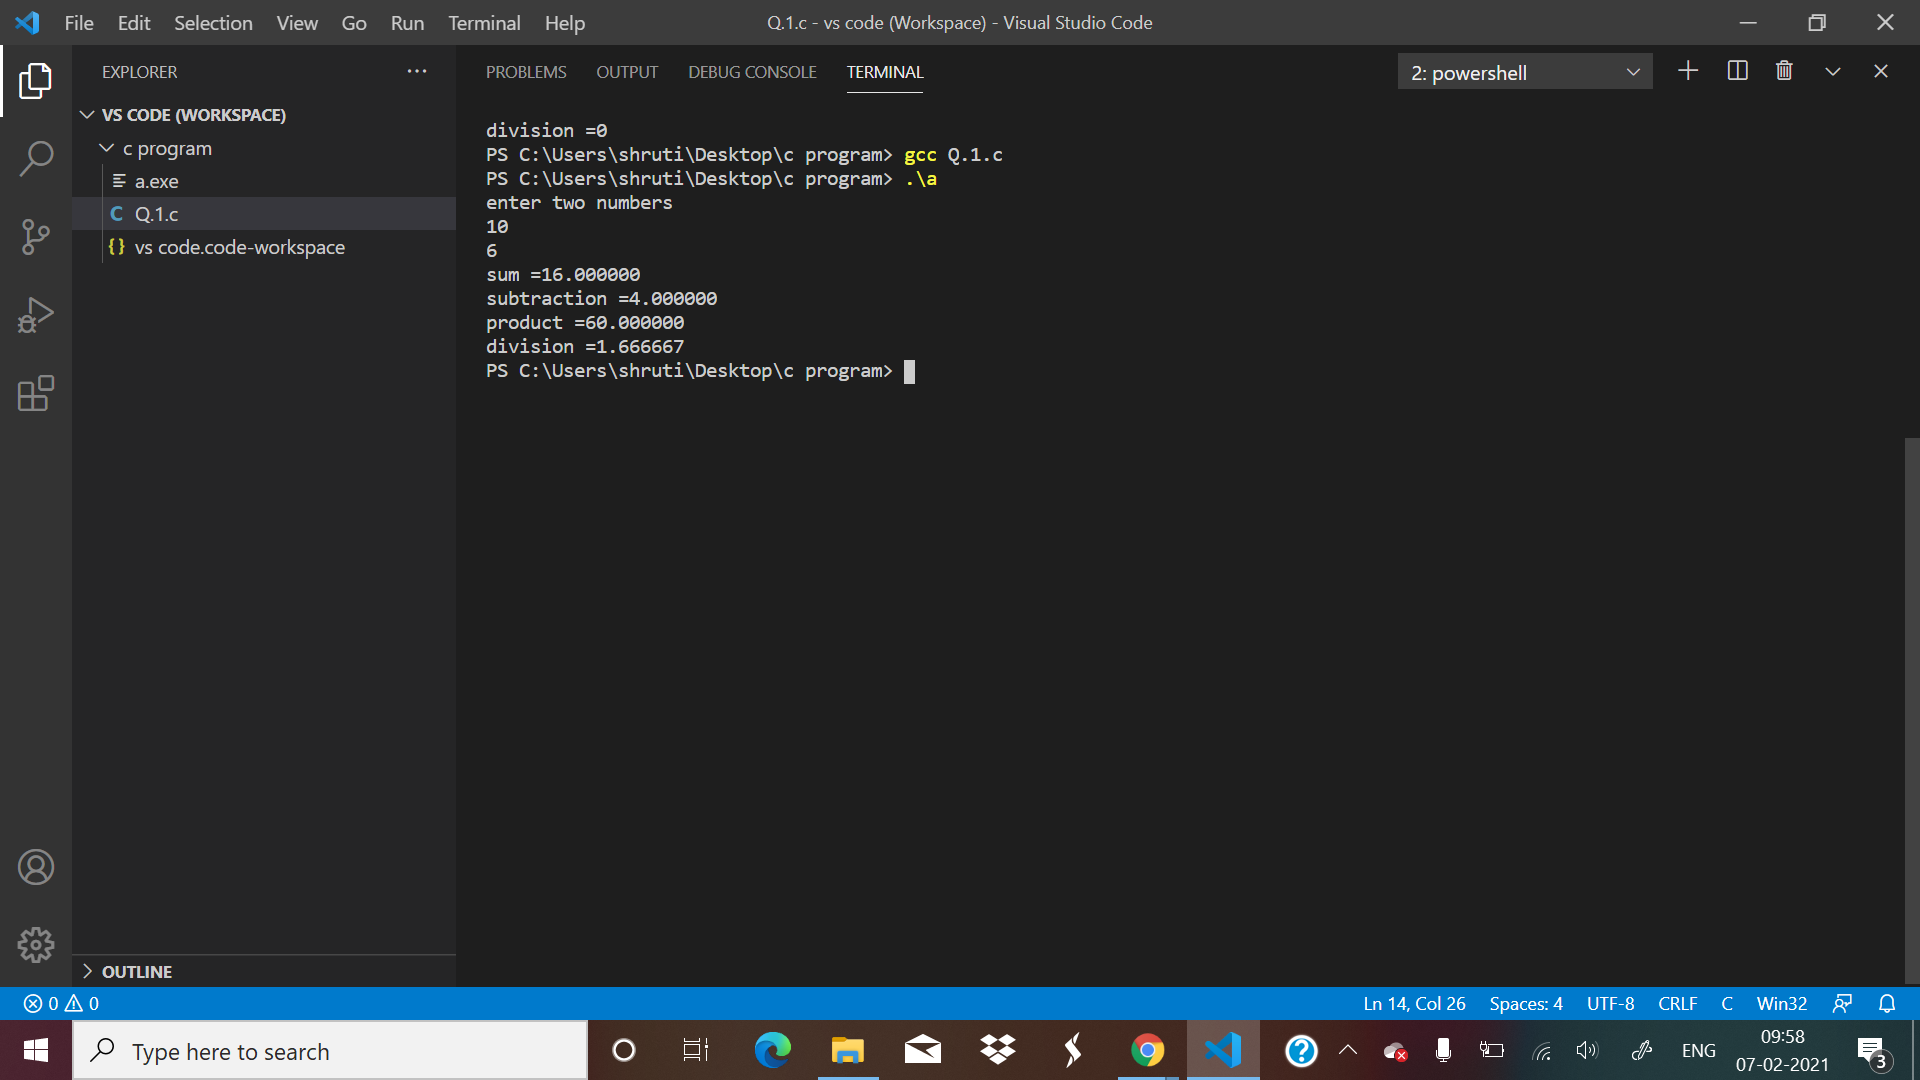 File Edit Selection View Go Run Terminal Help
Q.1.c - vs code (Workspace) - Visual Studio Code
EXPLORER
VS CODE (WORKSPACE)
c program
a.exe
C Q.1.c
{} vs code.code-workspace
OUTLINE
PROBLEMS OUTPUT DEBUG CONSOLE TERMINAL
2: powershell
division =0
PS C:\Users\shruti\Desktop\c program> gcc Q.1.c
PS C:\Users\shruti\Desktop\c program> .\a
enter two numbers
10
6
sum =16.000000
subtraction =4.000000
product =60.000000
division =1.666667
PS C:\Users\shruti\Desktop\c program>
0 0
Ln 14, Col 26 Spaces: 4 UTF-8 CRLF C Win32
Type here to search
ENG
09:58
07-02-2021
3